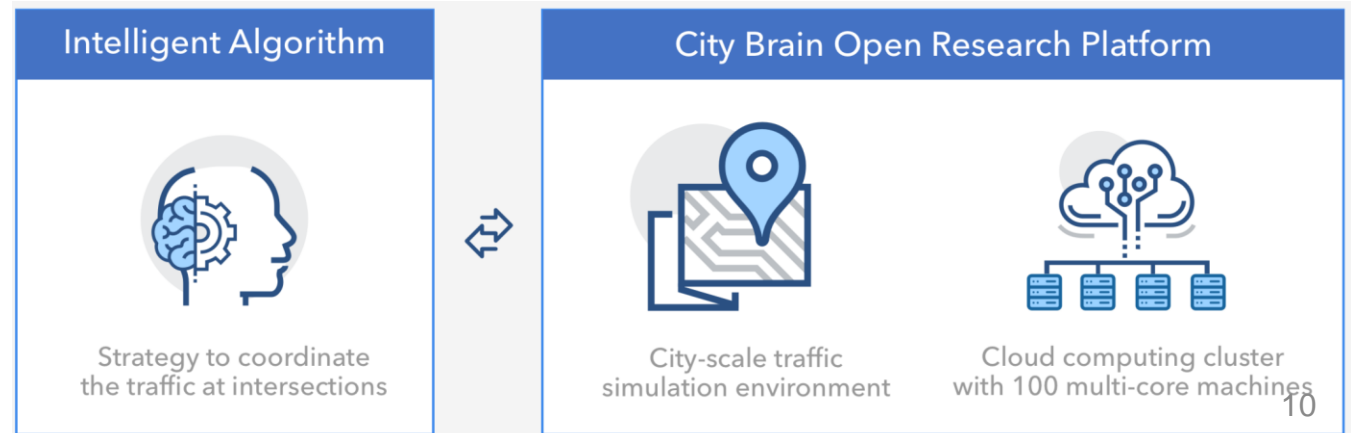 Intelligent Algorithm
City Brain Open Research Platform
Strategy to coordinate
the traffic at intersections
City-scale traffic
simulation environment
Cloud computing cluster
with 100 multi-core machines
10